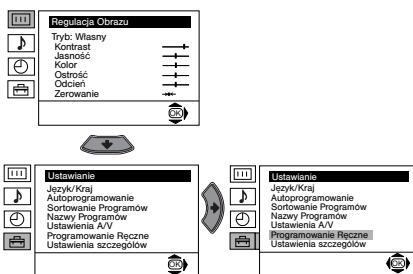 Regulacja Obrazu
Tryb: Własny
Kontrast
Jasność
Kolor
Ostrość
Odcień
Zerowanie
OK
Ustawianie
Język/Kraj
Autoprogramowanie
Sortowanie Programów
Nazwy Programów
Ustawienia A/V
Programowanie Ręczne
Ustawienia szczegółów
OK
Ustawianie
Język/Kraj
Autoprogramowanie
Sortowanie Programów
Nazwy Programów
Ustawienia A/V
Programowanie Ręczne
Ustawienia szczegółów
OK